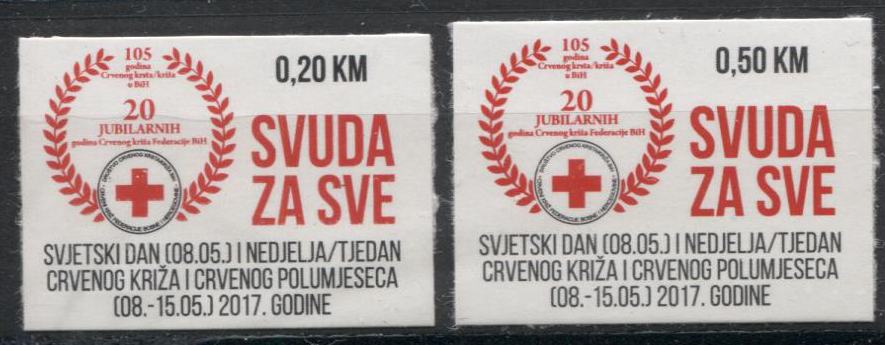 105
godina
Crvenog krsta/križa
u BiH
20
JUBILARNIH
godina Crvenog križa Federacije BiH
0,20 KM
SVUDA
ZA SVE
SVJETSKI DAN (08.05.) I NEDJELJA/TJEDAN
CRVENOG KRIŽA I CRVENOG POLUMJESECA
(08.-15.05.) 2017. GODINE
105
godina
Crvenog krsta/križa
u BiH
20
JUBILARNIH
godina Crvenog križa Federacije BiH
0,50 KM
SVUDA
ZA SVE
SVJETSKI DAN (08.05.) I NEDJELJA/TJEDAN
CRVENOG KRIŽA I CRVENOG POLUMJESECA
(08.-15.05.) 2017. GODINE